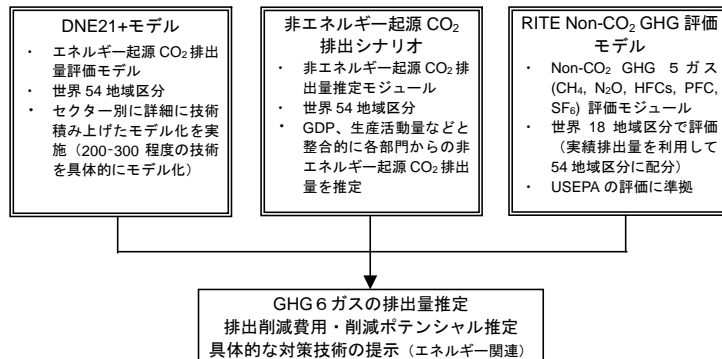 DNE21+モデル
・ エネルギー起源 CO₂ 排出
量評価モデル
・ 世界 54 地域区分
・ セクター別に詳細に技術
積み上げたモデル化を実
施（200-300 程度の技術
を具体的にモデル化）
非エネルギー起源 CO₂
排出シナリオ
・ 非エネルギー起源 CO₂ 排
出量推定モジュール
・ 世界 54 地域区分
・ GDP、生産活動量などと
整合的に各部門からの非
エネルギー起源 CO₂ 排出
量を推定
RITE Non-CO₂ GHG 評価
モデル
・ Non-CO₂ GHG ５ガス
(CH₄, N₂O, HFCs, PFC,
SF₆) 評価モジュール
・ 世界 18 地域区分で評価
（実績排出量を利用して
54 地域区分に配分）
・ USEPA の評価に準拠
GHG６ガスの排出量推定
排出削減費用・削減ポテンシャル推定
具体的な対策技術の提示（エネルギー関連）